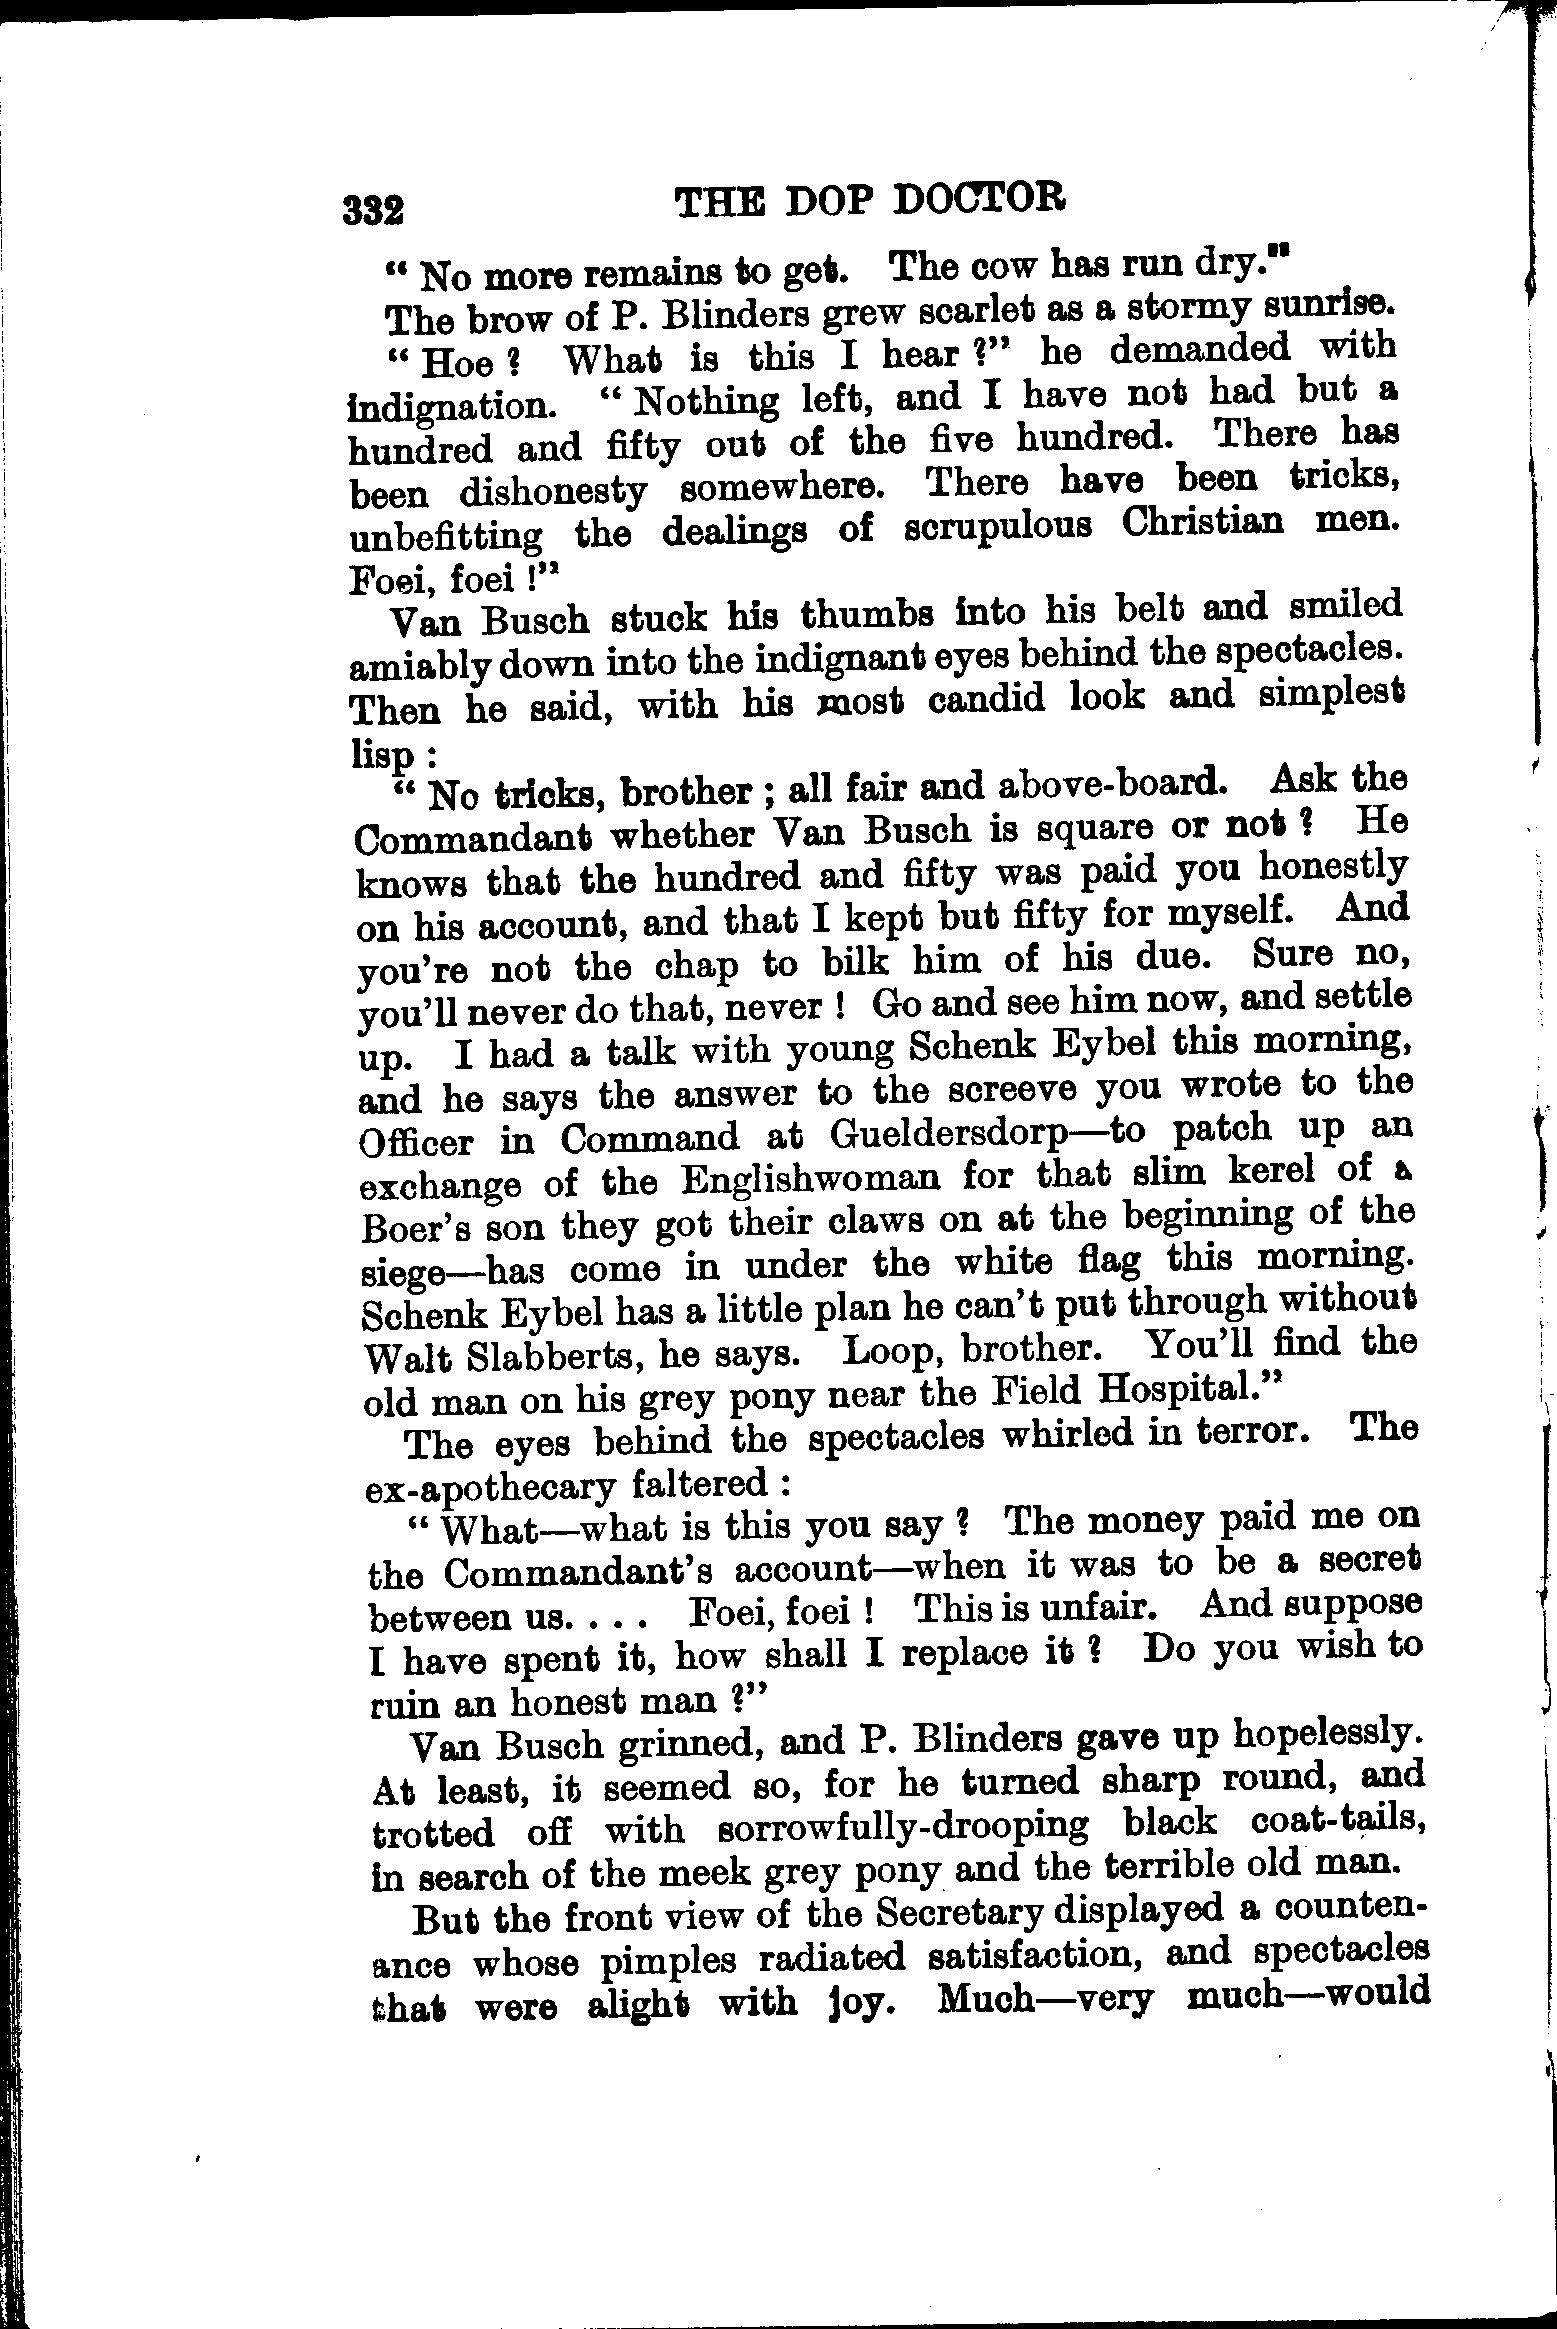 332 THE DOP DOCTOR
“ No more remains to get. The cow has run dry.”
The brow of P. Blinders grew scarlet as a stormy sunrise.
“ Hoe ? What is this I hear ?” he demanded with
indignation. “ Nothing left, and I have not had but a
hundred and fifty out of the five hundred. There has
been dishonesty somewhere. There have been tricks,
unbefitting the dealings of scrupulous Christian men.
Foei, foei !”
Van Busch stuck his thumbs into his belt and smiled
amiably down into the indignant eyes behind the spectacles.
Then he said, with his most candid look and simplest
lisp :
“ No tricks, brother ; all fair and above-board. Ask the
Commandant whether Van Busch is square or not ? He
knows that the hundred and fifty was paid you honestly
on his account, and that I kept but fifty for myself. And
you’re not the chap to bilk him of his due. Sure no,
you’ll never do that, never ! Go and see him now, and settle
up. I had a talk with young Schenk Eybel this morning,
and he says the answer to the screeve you wrote to the
Officer in Command at Gueldersdorp—to patch up an
exchange of the Englishwoman for that slim kerel of a
Boer’s son they got their claws on at the beginning of the
siege—has come in under the white flag this morning.
Schenk Eybel has a little plan he can’t put through without
Walt Slabberts, he says. Loop, brother. You’ll find the
old man on his grey pony near the Field Hospital.”
The eyes behind the spectacles whirled in terror. The
ex-apothecary faltered :
“ What—what is this you say ? The money paid me on
the Commandant’s account—when it was to be a secret
between us. . . . Foei, foei ! This is unfair. And suppose
I have spent it, how shall I replace it ? Do you wish to
ruin an honest man ?”
Van Busch grinned, and P. Blinders gave up hopelessly.
At least, it seemed so, for he turned sharp round, and
trotted off with sorrowfully-drooping black coat-tails,
in search of the meek grey pony and the terrible old man.
But the front view of the Secretary displayed a counten-
ance whose pimples radiated satisfaction, and spectacles
that were alight with joy. Much—very much—would